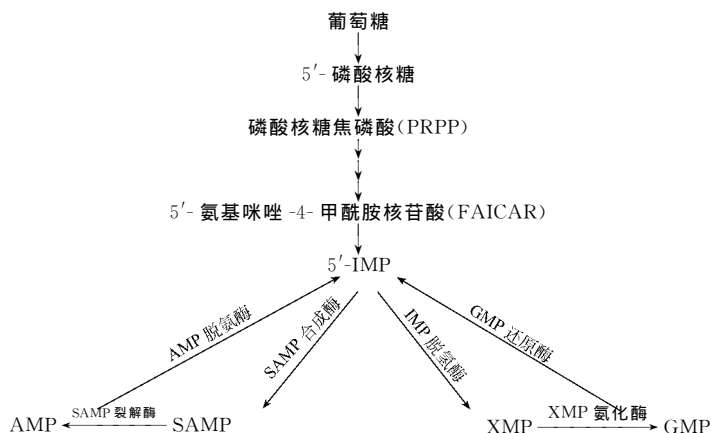 葡萄糖
5′-磷酸核糖
磷酸核糖焦磷酸(PRPP)
5′-氨基咪唑-4-甲酰胺核苷酸(FAICAR)
5′-IMP
AMP 脱氨酶
SAMP 合成酶
IMP 脱氢酶
GMP 还原酶
AMP
SAMP 裂解酶
SAMP
XMP
XMP 氨化酶
GMP